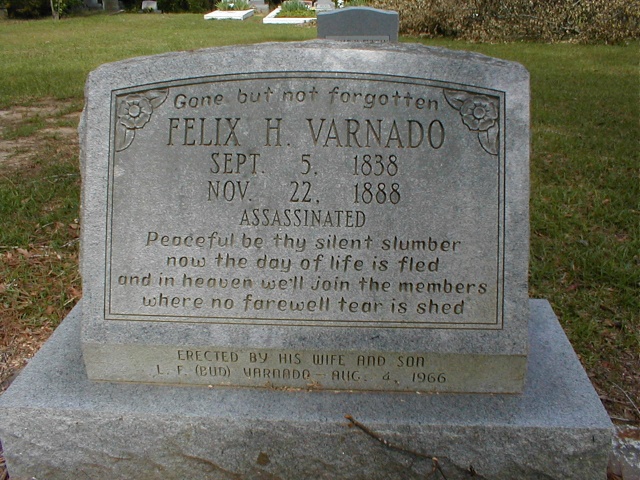 Gone but not forgotten
FELIX H. VARNADO
SEPT. 5, 1838
NOV. 22, 1888
ASSASSINATED
Peaceful be thy silent slumber
now the day of life is fled
and in heaven we'll join the members
where no farewell tear is shed
ERECTED BY HIS WIFE AND SON
L. F. (BUD) VARNADO - AUG. 4, 1966